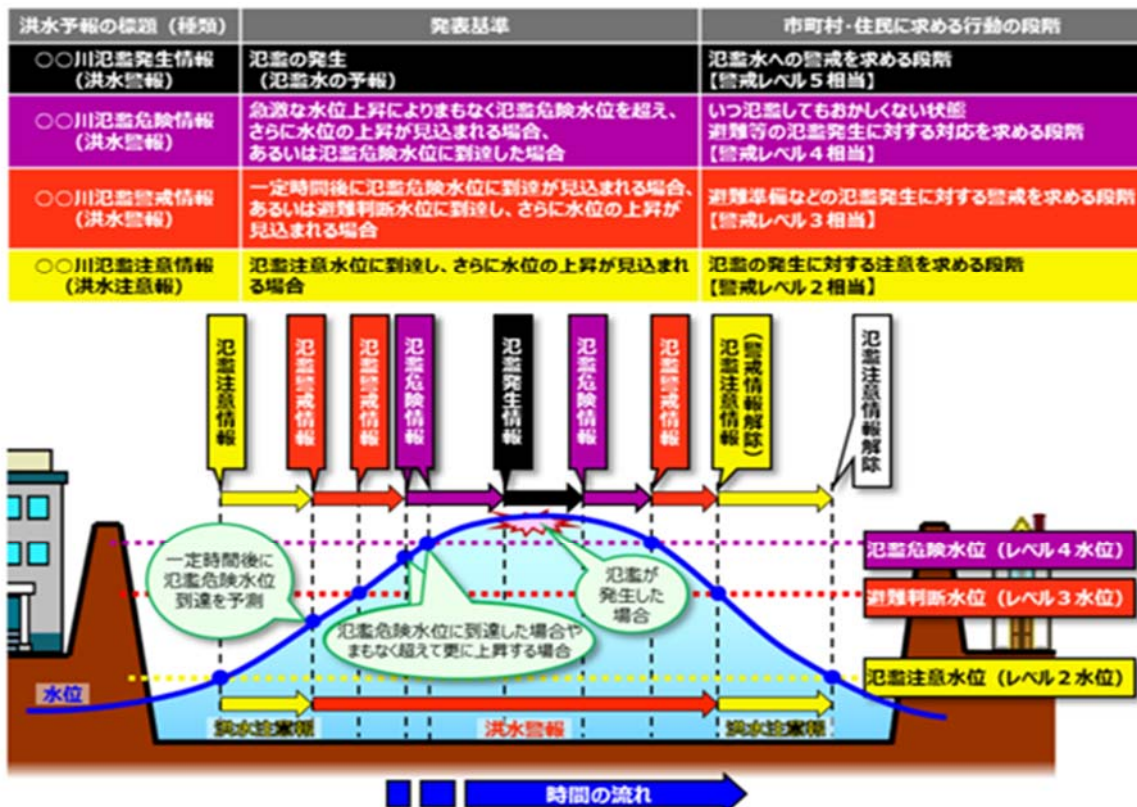 洪水予報の標題（種類）
発表基準
市町村・住民に求める行動の段階
○○川氾濫発生情報
（洪水警報）
氾濫の発生
（氾濫水の予報）
氾濫水への警戒を求める段階
【警戒レベル５相当】
○○川氾濫危険情報
（洪水警報）
急激な水位上昇によりまもなく氾濫危険水位を超え、
さらに水位の上昇が見込まれる場合、
あるいは氾濫危険水位に到達した場合
いつ氾濫してもおかしくない状態
避難等の氾濫発生に対する対応を求める段階
【警戒レベル４相当】
○○川氾濫警戒情報
（洪水警報）
一定時間後に氾濫危険水位に到達が見込まれる場合、
あるいは避難判断水位に到達し、さらに水位の上昇が
見込まれる場合
避難準備などの氾濫発生に対する警戒を求める段階
【警戒レベル３相当】
○○川氾濫注意情報
（洪水注意報）
氾濫注意水位に到達し、さらに水位の上昇が見込まれ
る場合
氾濫の発生に対する注意を求める段階
【警戒レベル２相当】
氾濫注意情報
氾濫警戒情報
氾濫警戒情報
氾濫危険情報
氾濫発生情報
氾濫危険情報
氾濫警戒情報
氾濫注意情報
（警戒情報解除）
氾濫注意情報解除
一定時間後に
氾濫危険水位
到達を予測
氾濫危険水位に到達した場合や
まもなく超えて更に上昇する場合
氾濫が
発生した
場合
氾濫危険水位（レベル４水位）
避難判断水位（レベル３水位）
氾濫注意水位（レベル２水位）
水位
洪水注意報
洪水警報
洪水注意報
時間の流れ